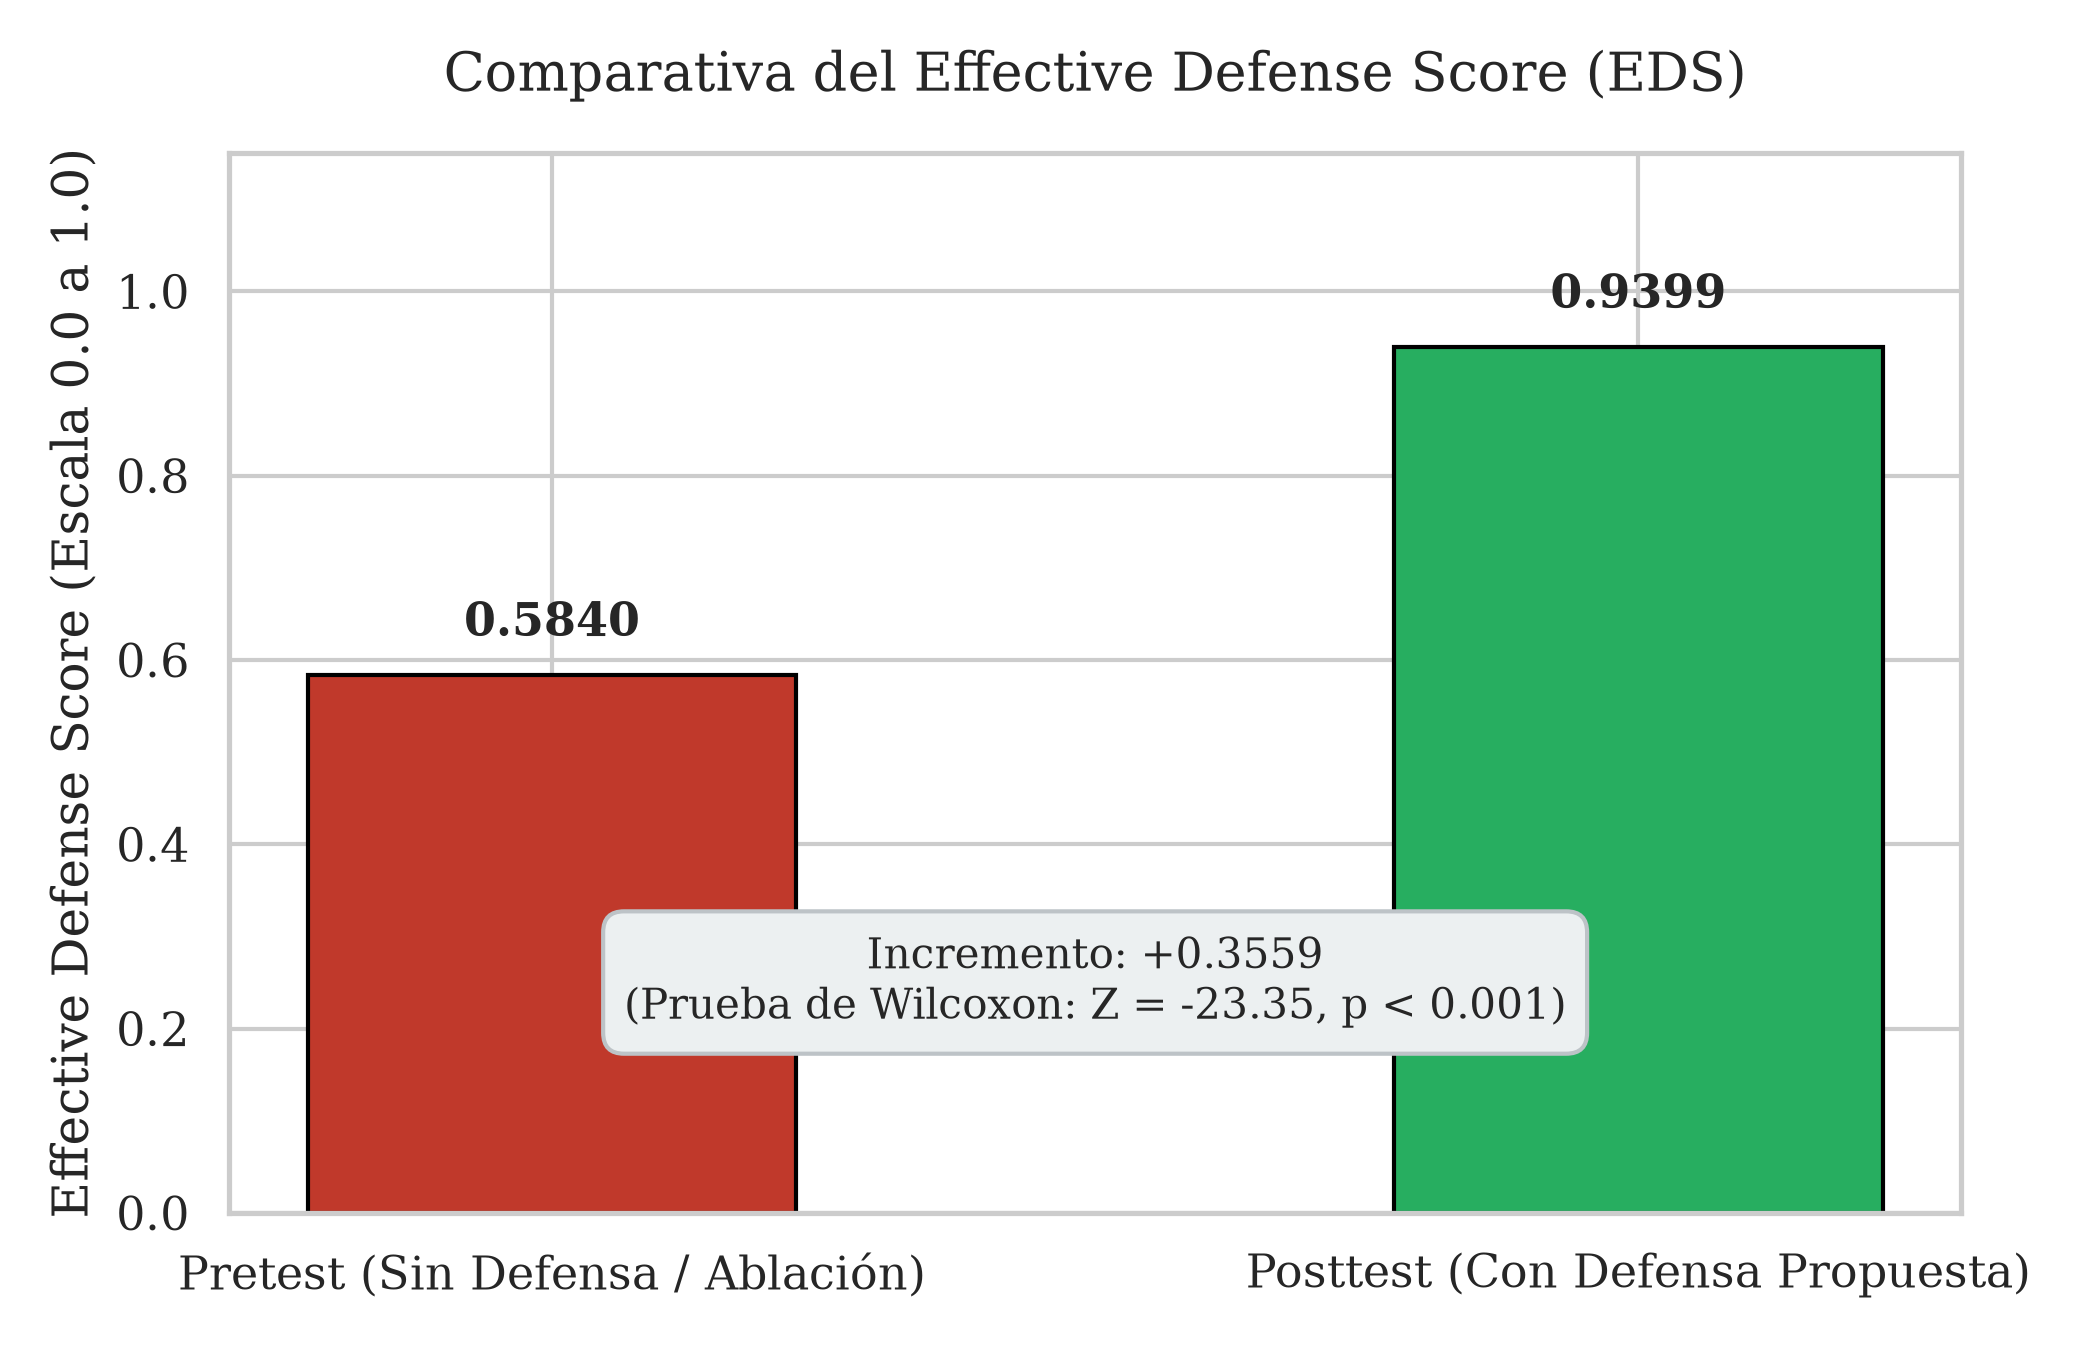 Comparativa del Effective Defense Score (EDS)
Effective Defense Score (Escala 0.0 a 1.0)
1.0
0.8
0.6
0.4
0.2
0.0
0.5840
0.9399
Incremento: +0.3559
(Prueba de Wilcoxon: Z = -23.35, p < 0.001)
Pretest (Sin Defensa / Ablación)
Posttest (Con Defensa Propuesta)